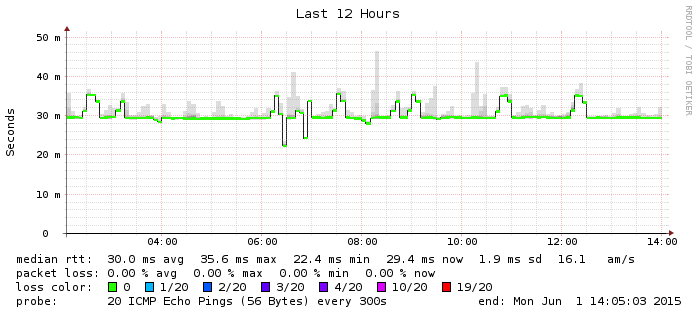 Last 12 Hours
RRDTOOL / TOBI OETIKER
Seconds
50 m
40 m
30 m
20 m
10 m
0
04:00 06:00 08:00 10:00 12:00 14:00
median rtt: 30.0 ms avg 35.6 ms max 22.4 ms min 29.4 ms now 1.9 ms sd 16.1 am/s
packet loss: 0.00 % avg 0.00 % max 0.00 % min 0.00 % now
loss color: 0 1/20 2/20 3/20 4/20 10/20 19/20
probe: 20 ICMP Echo Pings (56 Bytes) every 300s end: Mon Jun 1 14:05:03 2015